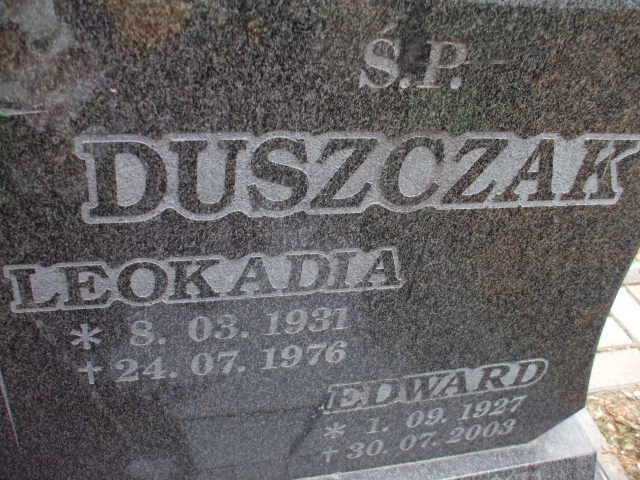 Ś.P.
DUSZCZAK
LEOKADIA
* 8. 03. 1931
+ 24. 07. 1976
EDWARD
* 1. 09. 1927
+ 30. 07. 2003